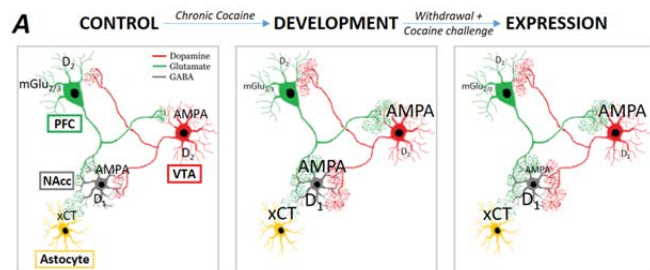 A
CONTROL
Chronic Cocaine
DEVELOPMENT
Withdrawal +
Cocaine challenge
EXPRESSION
D2
mGlu2/3
PFC
NAcc
AMPA
D1
xCT
Astocyte
Dopamine
Glutamate
GABA
AMPA
D2
VTA
D2
mGlu2/3
AMPA
D2
AMPA
D1
xCT
D2
mGlu2/3
AMPA
D2
AMPA
D1
xCT